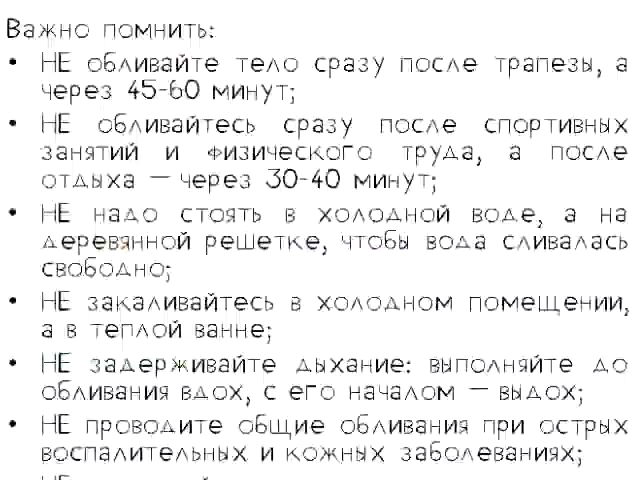 Важно помнить:
• НЕ обливайте тело сразу после трапезы, а
через 45-60 минут;
• НЕ обливайтесь сразу после спортивных
занятий и физического труда, а после
отдыха — через 30-40 минут;
• НЕ надо стоять в холодной воде, а на
деревянной решетке, чтобы вода сливалась
свободно;
• НЕ закаливайтесь в холодном помещении,
а в теплой ванне;
• НЕ задерживайте дыхание: выполняйте до
обливания вдох, с его началом — выдох;
• НЕ проводите общие обливания при острых
воспалительных и кожных заболеваниях;